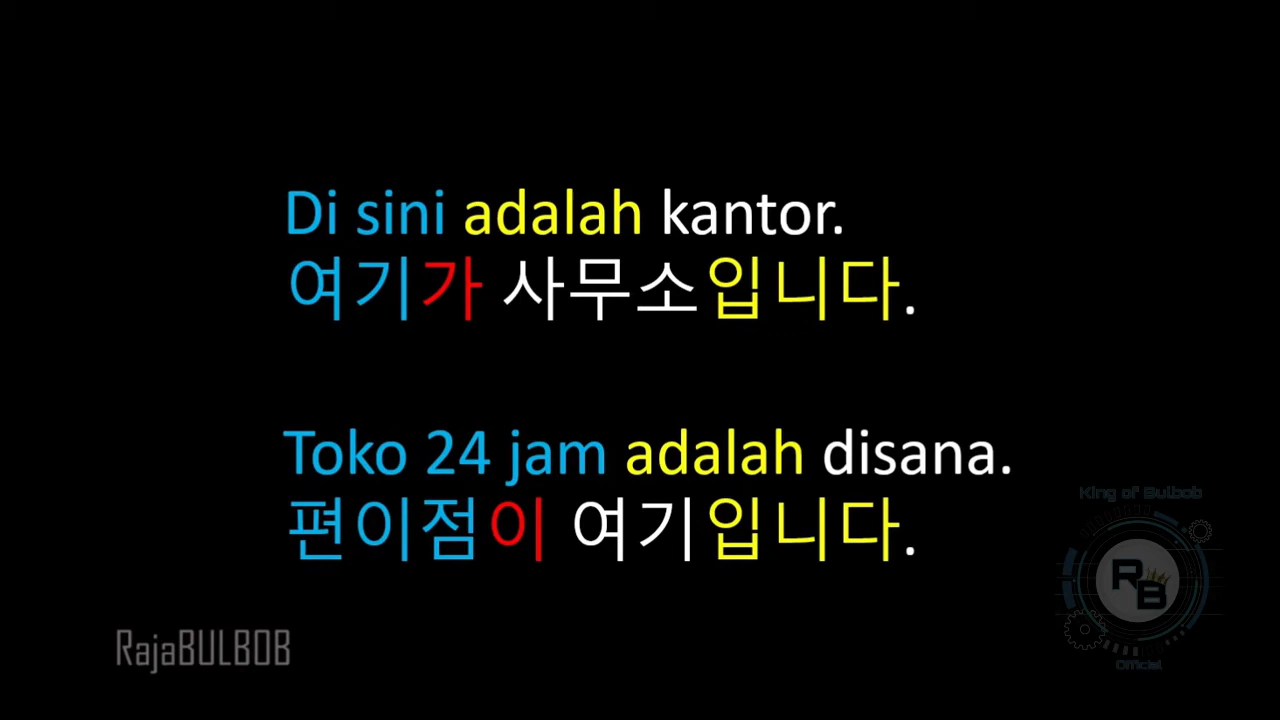 Di sini adalah kantor.
여기가 사무소입니다.
Toko 24 jam adalah disana.
편이점이 여기입니다.
King of Bulbob
RB
Official
RajaBULBOB